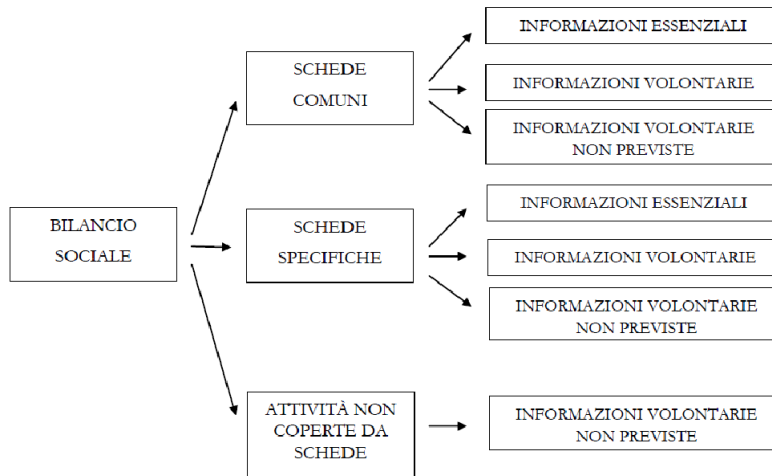 INFORMAZIONI ESSENZIALI
SCHEDE
COMUNI
INFORMAZIONI VOLONTARIE
INFORMAZIONI VOLONTARIE
NON PREVISTE
BILANCIO
SOCIALE
SCHEDE
SPECIFICHE
INFORMAZIONI ESSENZIALI
INFORMAZIONI VOLONTARIE
INFORMAZIONI VOLONTARIE
NON PREVISTE
ATTIVITÀ NON
COPERTE DA
SCHEDE
INFORMAZIONI VOLONTARIE
NON PREVISTE